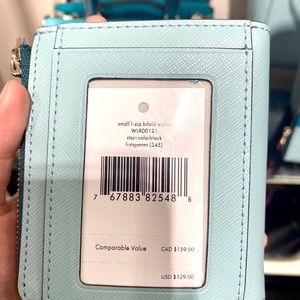 small l-zip bifold wallet
WLR00121
staci colorblock
frstspmtmt (345)
7 67883 82548 8
Comparable Value
CAD $159.00
USD $129.00